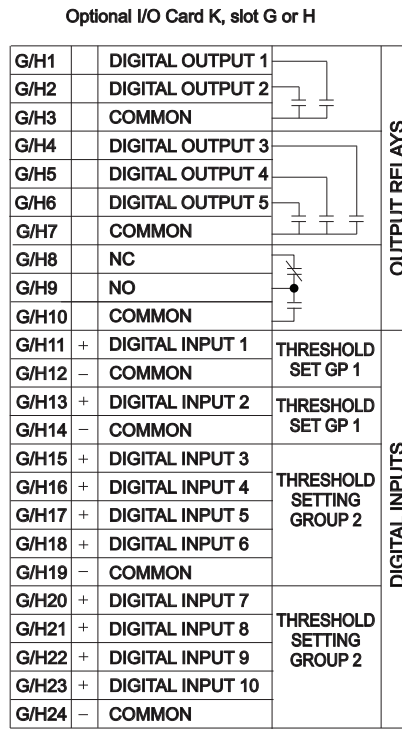 Optional I/O Card K, slot G or H
G/H1 DIGITAL OUTPUT 1
G/H2 DIGITAL OUTPUT 2
G/H3 COMMON
G/H4 DIGITAL OUTPUT 3
G/H5 DIGITAL OUTPUT 4
G/H6 DIGITAL OUTPUT 5
G/H7 COMMON
G/H8 NC
G/H9 NO
G/H10 COMMON
OUTPUT RELAYS
G/H11 + DIGITAL INPUT 1
G/H12 − COMMON
THRESHOLD
SET GP 1
G/H13 + DIGITAL INPUT 2
G/H14 − COMMON
THRESHOLD
SET GP 1
G/H15 + DIGITAL INPUT 3
G/H16 + DIGITAL INPUT 4
G/H17 + DIGITAL INPUT 5
G/H18 + DIGITAL INPUT 6
G/H19 − COMMON
THRESHOLD
SETTING
GROUP 2
G/H20 + DIGITAL INPUT 7
G/H21 + DIGITAL INPUT 8
G/H22 + DIGITAL INPUT 9
G/H23 + DIGITAL INPUT 10
G/H24 − COMMON
THRESHOLD
SETTING
GROUP 2
DIGITAL INPUTS